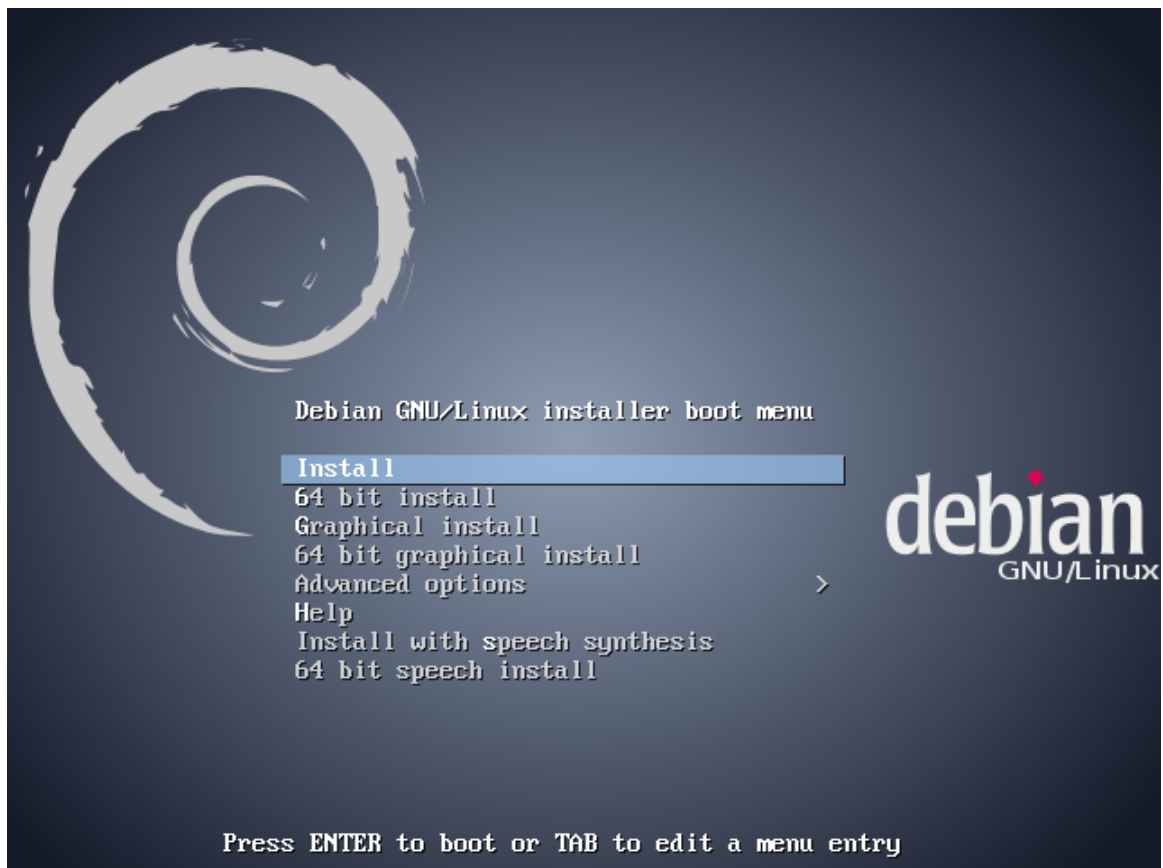 Debian GNU/Linux installer boot menu
Install
64 bit install
Graphical install
64 bit graphical install
Advanced options >
Help
Install with speech synthesis
64 bit speech install
debian
GNU/Linux
Press ENTER to boot or TAB to edit a menu entry